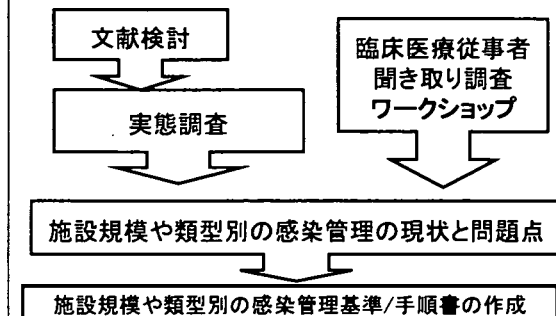 文献検討
実態調査
臨床医療従事者
聞き取り調査
ワークショップ
施設規模や類型別の感染管理の現状と問題点
施設規模や類型別の感染管理基準/手順書の作成